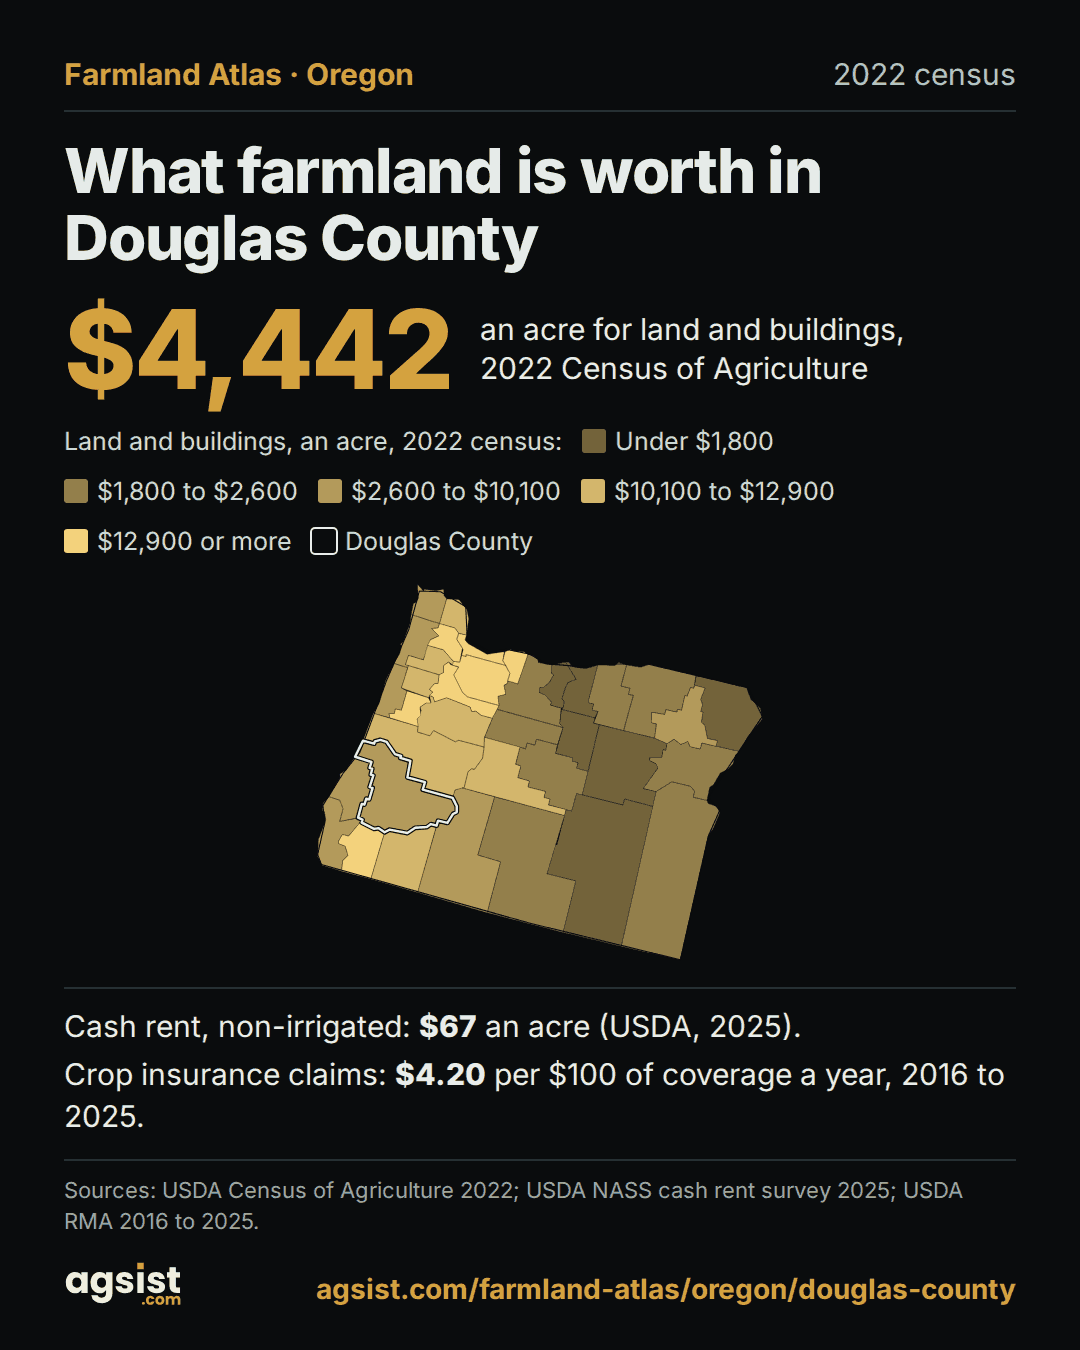 Farmland Atlas · Oregon
2022 census
What farmland is worth in
Douglas County
$4,442
an acre for land and buildings,
2022 Census of Agriculture
Land and buildings, an acre, 2022 census: Under $1,800
$1,800 to $2,600 $2,600 to $10,100 $10,100 to $12,900
$12,900 or more Douglas County
Cash rent, non-irrigated: $67 an acre (USDA, 2025).
Crop insurance claims: $4.20 per $100 of coverage a year, 2016 to
2025.
Sources: USDA Census of Agriculture 2022; USDA NASS cash rent survey 2025; USDA
RMA 2016 to 2025.
agsist
.com
agsist.com/farmland-atlas/oregon/douglas-county